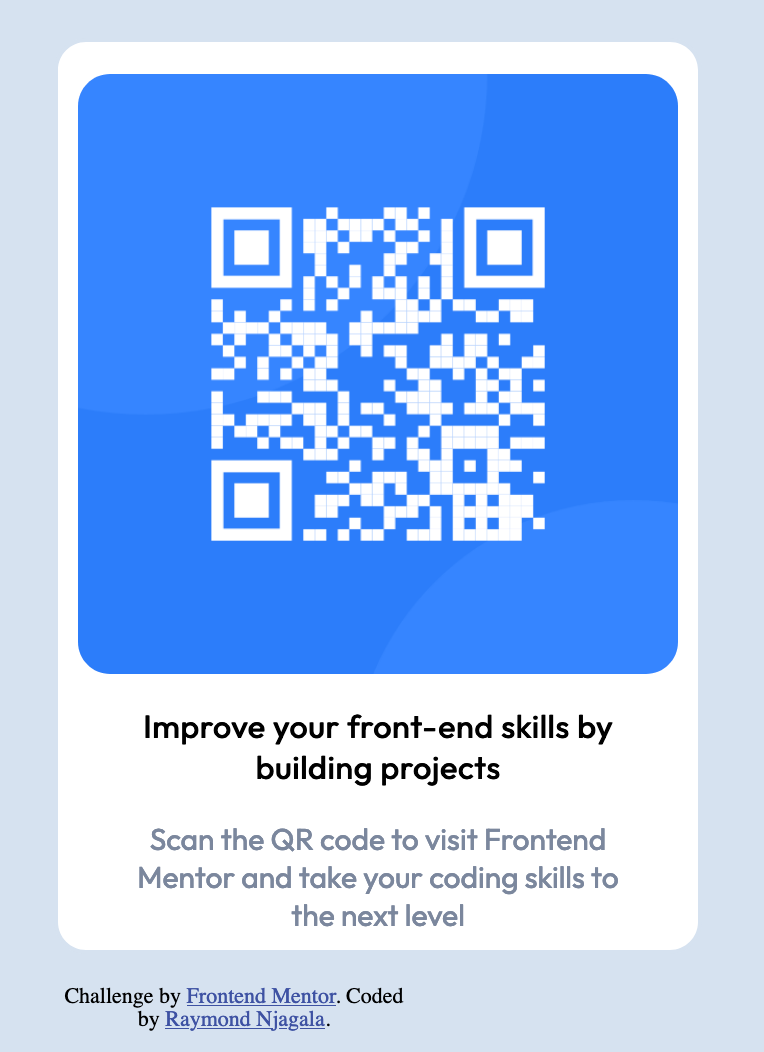 Improve your front-end skills by
building projects
Scan the QR code to visit Frontend
Mentor and take your coding skills to
the next level
Challenge by Frontend Mentor. Coded
by Raymond Njagala.